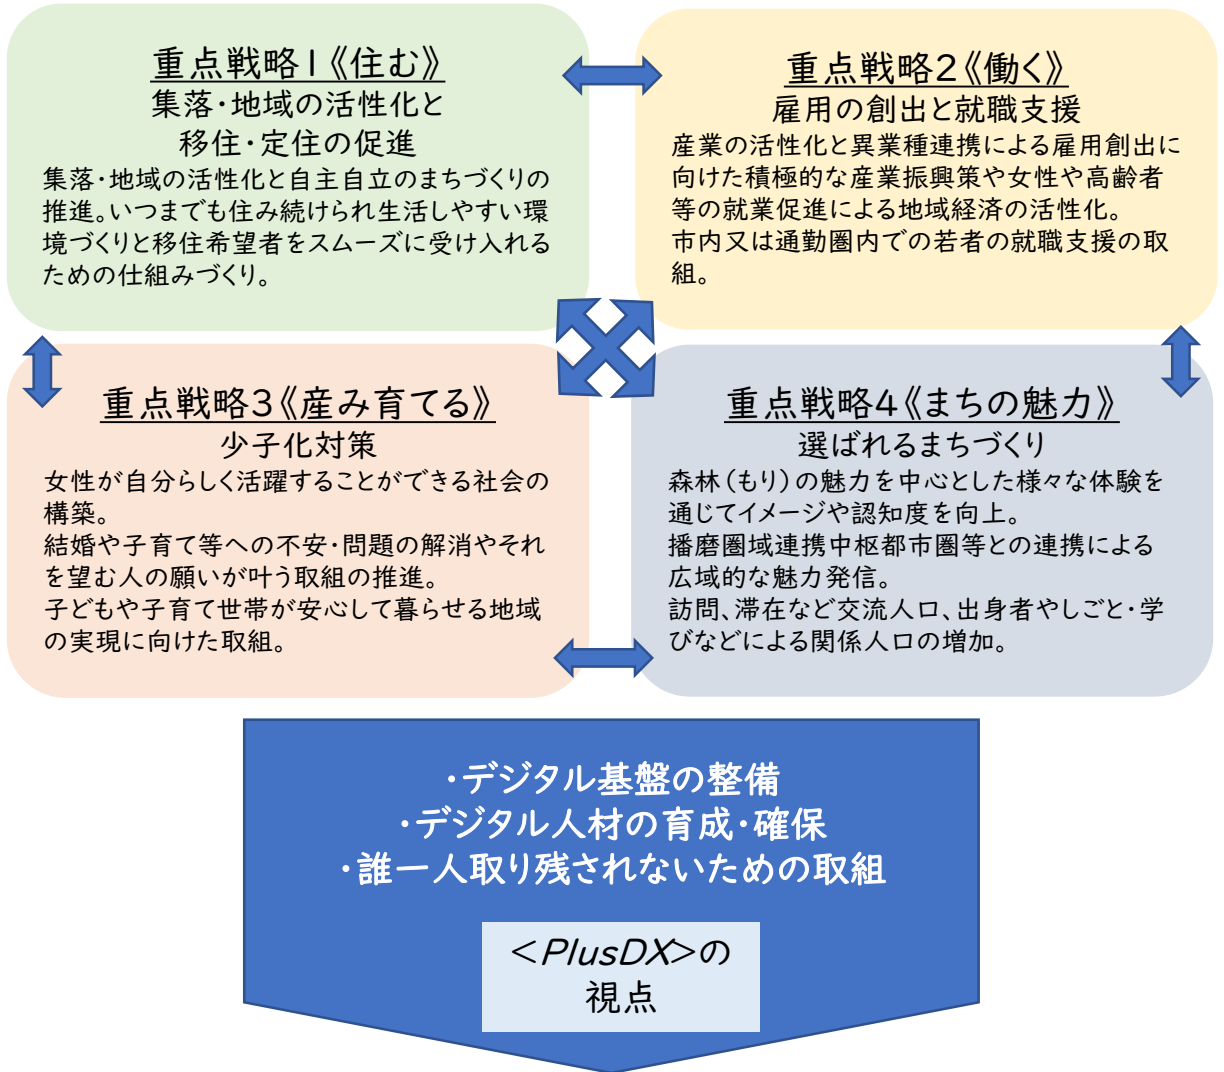 重点戦略1《住む》
集落・地域の活性化と
移住・定住の促進
集落・地域の活性化と自主自立のまちづくりの
推進。いつまでも住み続けられ生活しやすい環
境づくりと移住希望者をスムーズに受け入れる
ための仕組みづくり。
重点戦略2《働く》
雇用の創出と就職支援
産業の活性化と異業種連携による雇用創出に
向けた積極的な産業振興策や女性や高齢者
等の就業促進による地域経済の活性化。
市内又は通勤圏内での若者の就職支援の取
組。
重点戦略3《産み育てる》
少子化対策
女性が自分らしく活躍することができる社会の
構築。
結婚や子育て等への不安・問題の解消やそれ
を望む人の願いが叶う取組の推進。
子どもや子育て世帯が安心して暮らせる地域
の実現に向けた取組。
重点戦略4《まちの魅力》
選ばれるまちづくり
森林(もり)の魅力を中心とした様々な体験を
通じてイメージや認知度を向上。
播磨圏域連携中枢都市圏等との連携による
広域的な魅力発信。
訪問、滞在など交流人口、出身者やしごと・学
びなどによる関係人口の増加。
・デジタル基盤の整備
・デジタル人材の育成・確保
・誰一人取り残されないための取組
<PlusDX>の
視点